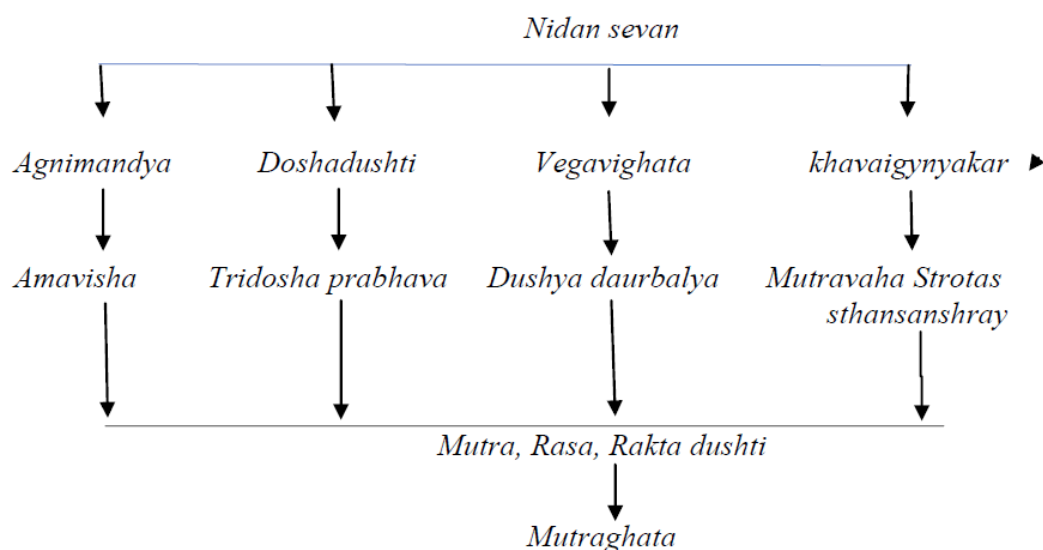 Nidan sevan
Agnimandya Doshadushti Vegavighata khavaigynyakar
Amavisha Tridosha prabhava Dushya daurbalya Mutravaha Strotas
sthansanshray
Mutra, Rasa, Rakta dushti
Mutraghata